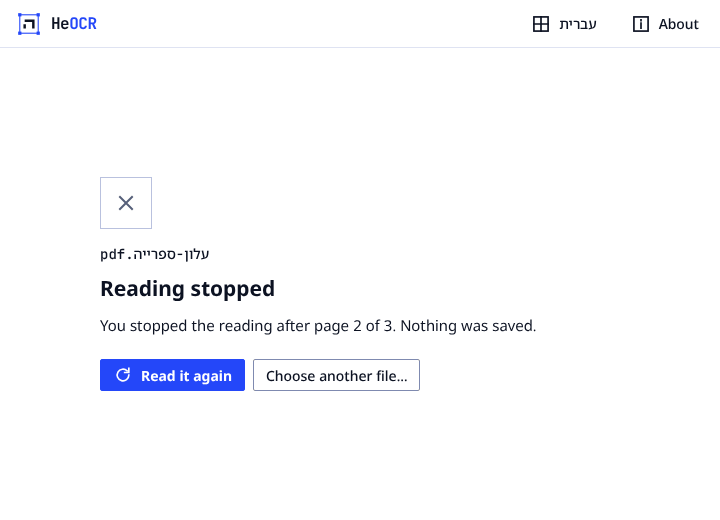 HeOCR
עברית
About
עלון-ספרייה.pdf
Reading stopped
You stopped the reading after page 2 of 3. Nothing was saved.
Read it again
Choose another file...